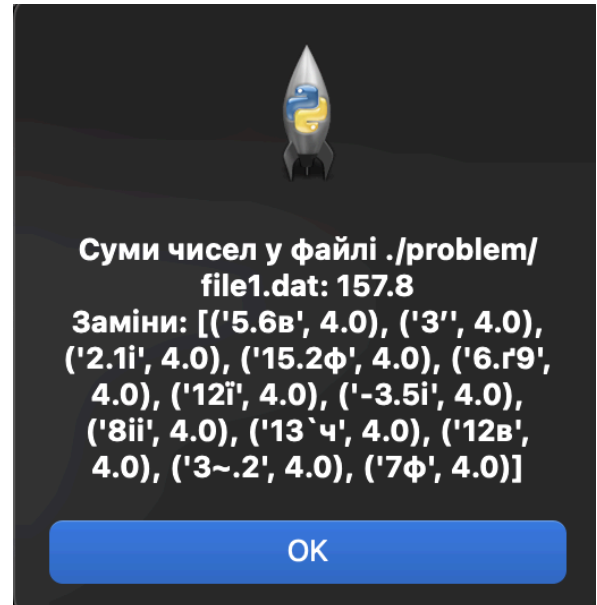 Суми чисел у файлі ./problem/
file1.dat: 157.8
Заміни: [('5.6в', 4.0), ('3′', 4.0),
('2.1і', 4.0), ('15.2ф', 4.0), ('6.ґ9',
4.0), ('12ї', 4.0), ('-3.5і', 4.0),
('8іі', 4.0), ('13`ч', 4.0), ('12в',
4.0), ('3~.2', 4.0), ('7ф', 4.0)]
OK